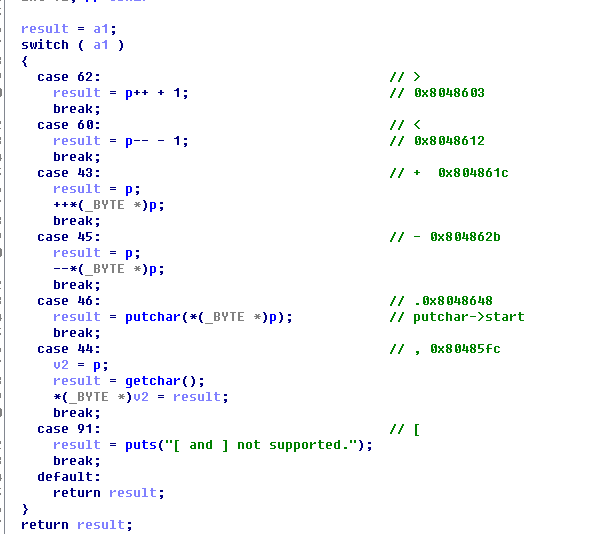 result = a1;
switch ( a1 )
{
case 62: // >
result = p++ + 1; // 0x8048603
break;
case 60: // <
result = p-- - 1; // 0x8048612
break;
case 43: // + 0x804861c
result = p;
++*(_BYTE *)p;
break;
case 45: // - 0x804862b
result = p;
--*(_BYTE *)p;
break;
case 46: // .0x8048648
result = putchar(*(_BYTE *)p); // putchar->start
break;
case 44: // , 0x80485fc
v2 = p;
result = getchar();
*(_BYTE *)v2 = result;
break;
case 91: // [
result = puts("[ and ] not supported.");
break;
default:
return result;
}
return result;